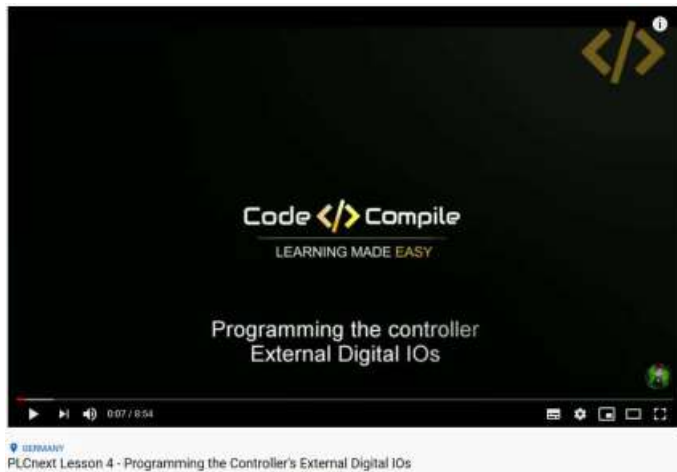 Code </> Compile
LEARNING MADE EASY
Programming the controller
External Digital IOs
0:07 / 8:54
GERMANY
PLCnext Lesson 4 - Programming the Controller's External Digital IOs